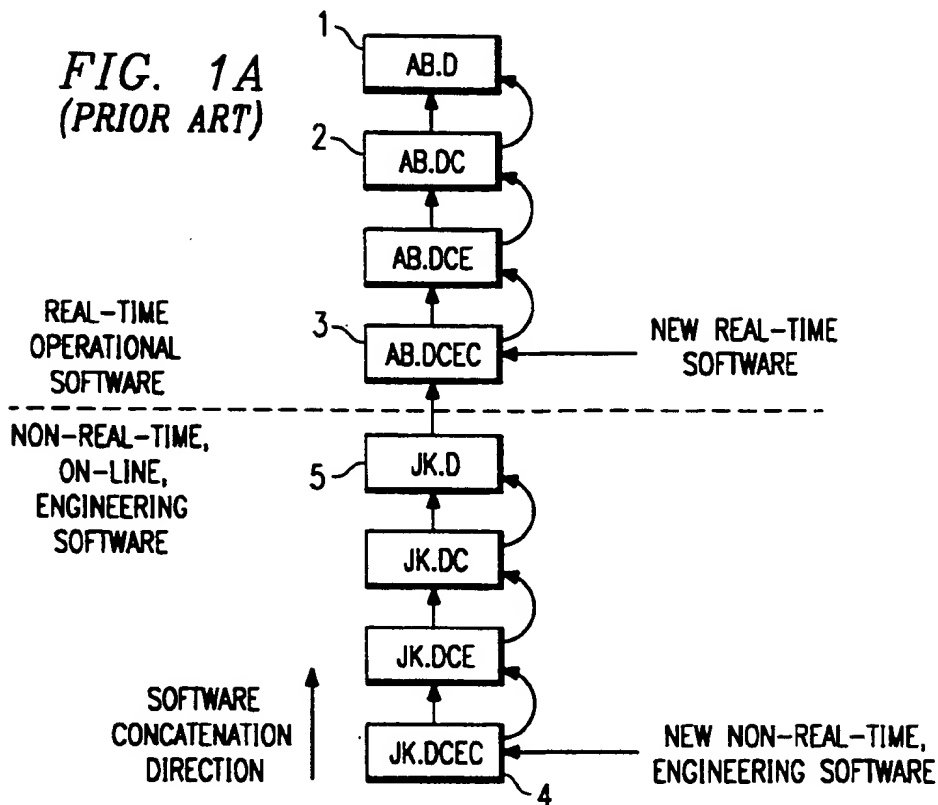 FIG. 1A
(PRIOR ART)
1
AB.D
2
AB.DC
AB.DCE
REAL-TIME
OPERATIONAL
SOFTWARE
3
AB.DCEC
NEW REAL-TIME
SOFTWARE
NON-REAL-TIME,
ON-LINE,
ENGINEERING
SOFTWARE
5
JK.D
JK.DC
JK.DCE
SOFTWARE
CONCATENATION
DIRECTION
JK.DCEC
4
NEW NON-REAL-TIME,
ENGINEERING SOFTWARE